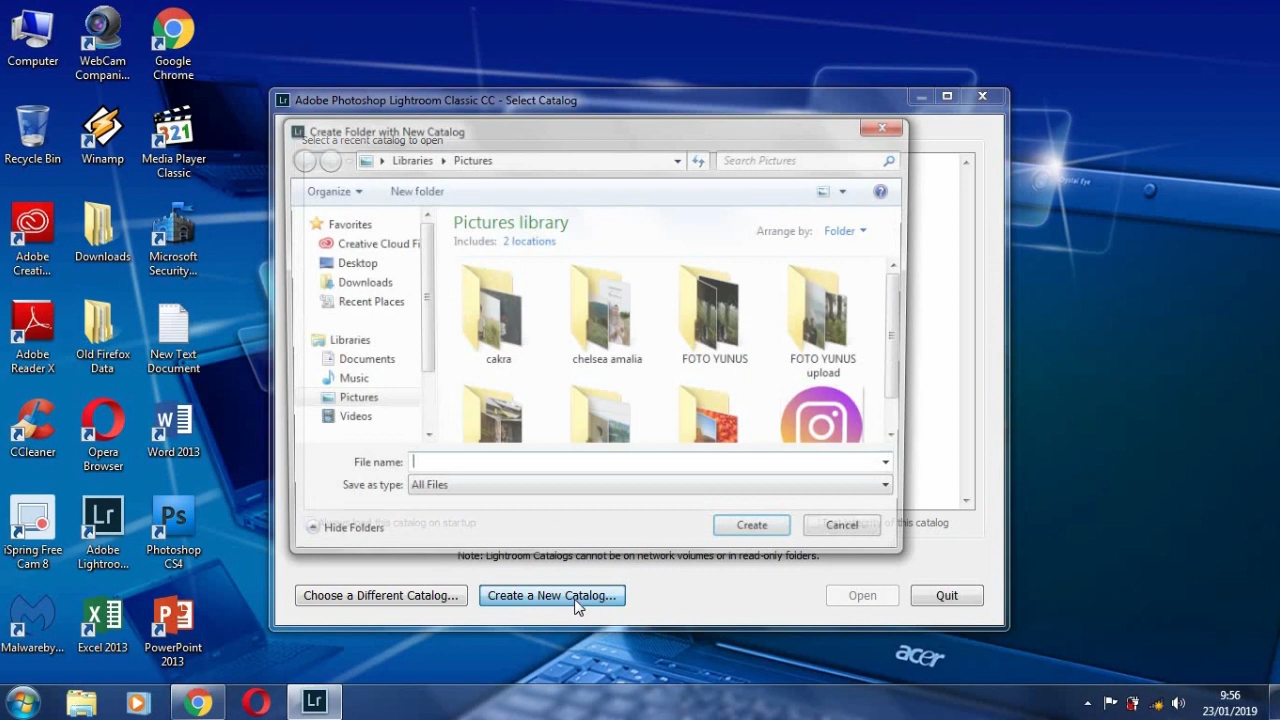 Computer
WebCam
Compani...
Google
Chrome
Recycle Bin
Winamp
Media Player
Classic
Adobe
Creati...
Downloads
Microsoft
Security...
Adobe
Reader X
Old Firefox
Data
New Text
Document
CCleaner
Opera
Browser
Word 2013
iSpring Free
Cam 8
Adobe
Lightroo...
Photoshop
CS4
Malwareby...
Excel 2013
PowerPoint
2013
Adobe Photoshop Lightroom Classic CC - Select Catalog
Create Folder with New Catalog
Select a recent catalog to open
Libraries
Pictures
Search Pictures
Organize
New folder
Favorites
Creative Cloud Fi
Desktop
Downloads
Recent Places
Libraries
Documents
Music
Pictures
Videos
Pictures library
Includes: 2 locations
Arrange by: Folder
cakra
chelsea amalia
FOTO YUNUS
FOTO YUNUS
upload
File name:
Save as type: All Files
Hide Folders
this catalog on startup
Create
Cancel
of this catalog
Note: Lightroom Catalogs cannot be on network volumes or in read-only folders.
Choose a Different Catalog...
Create a New Catalog...
Open
Quit
Crystal Eye
acer
9:56
23/01/2019